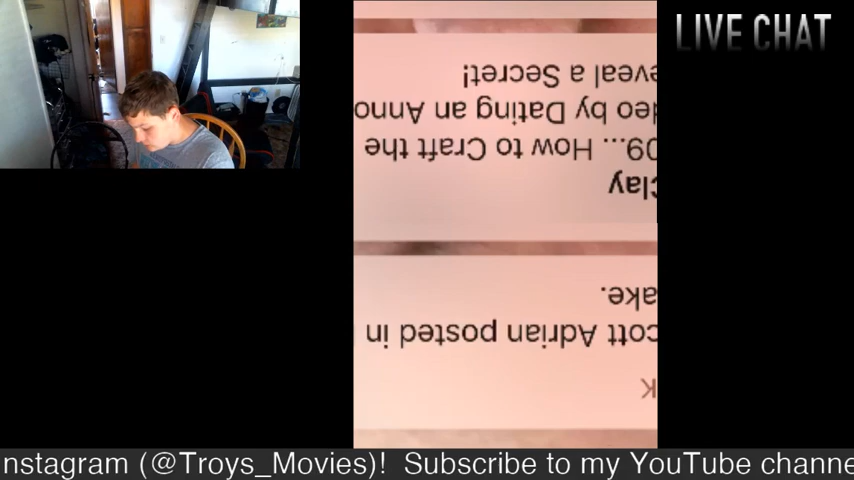 LIVE CHAT
K
cott Adrian posted in
ake.
Clay
09... How to Craft the
deo by Dating an Anno
eveal a Secret!
nstagram (@Troys_Movies)! Subscribe to my YouTube channe